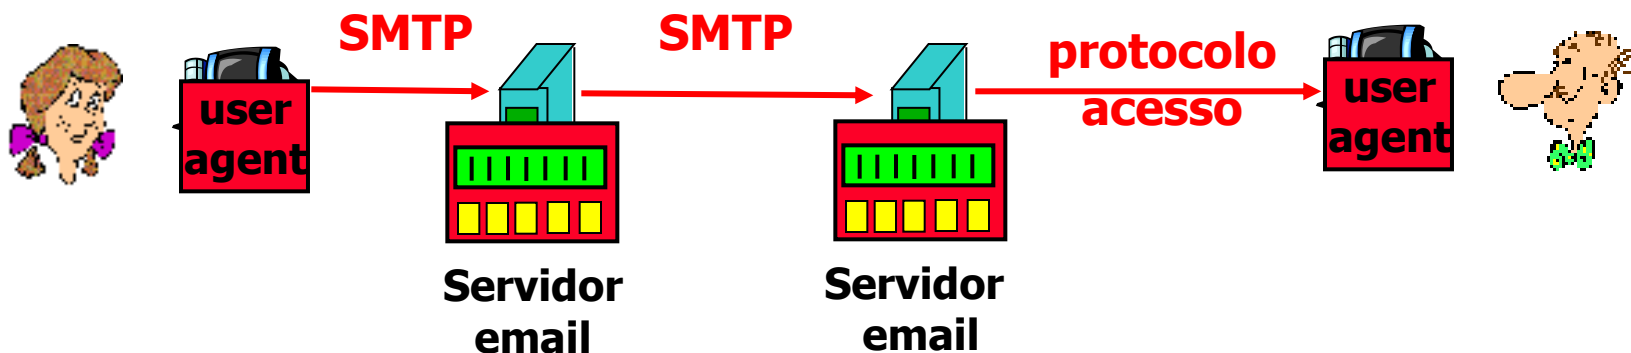 SMTP
SMTP
protocolo
acesso
user
agent
user
agent
Servidor
email
Servidor
email